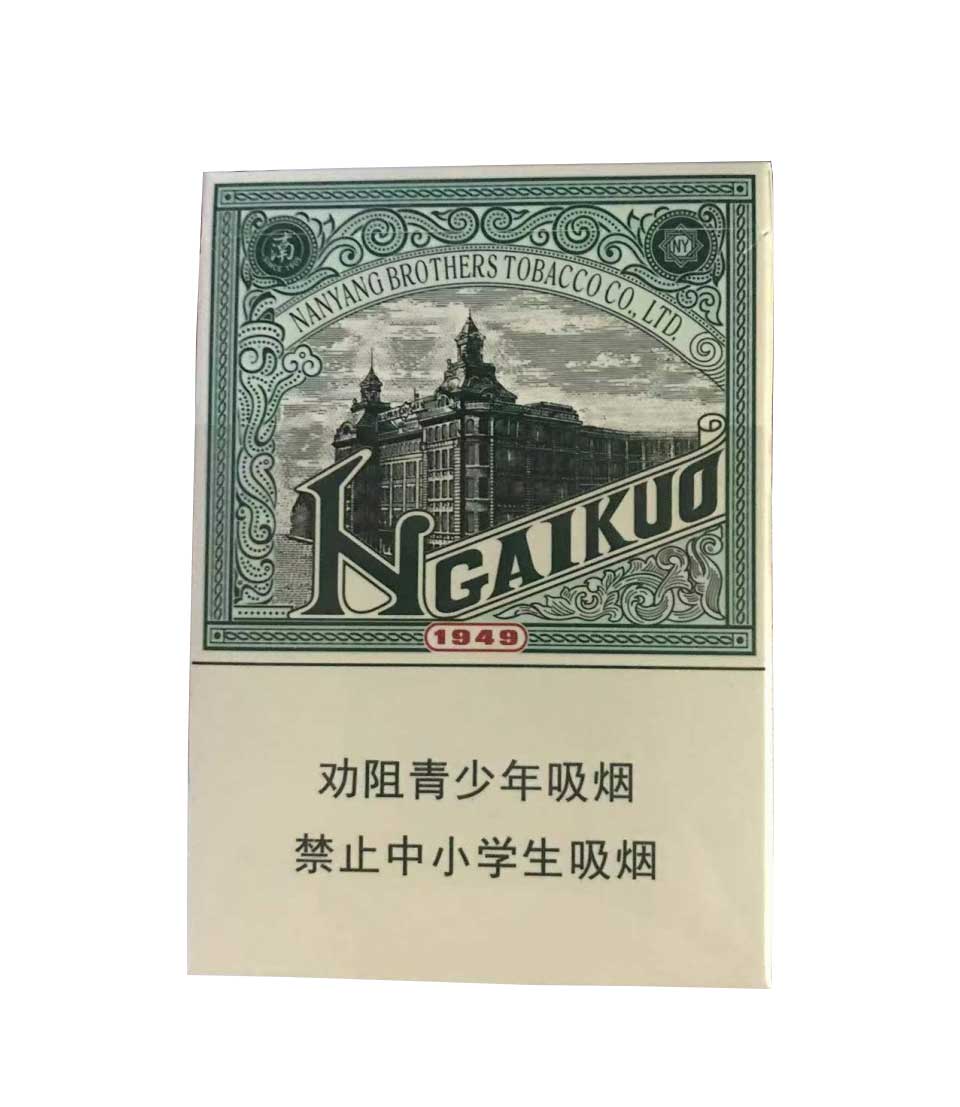 南
NY
NANYANG BROTHERS TOBACCO CO., LTD.
NGAIKUO
1949
劝阻青少年吸烟
禁止中小学生吸烟